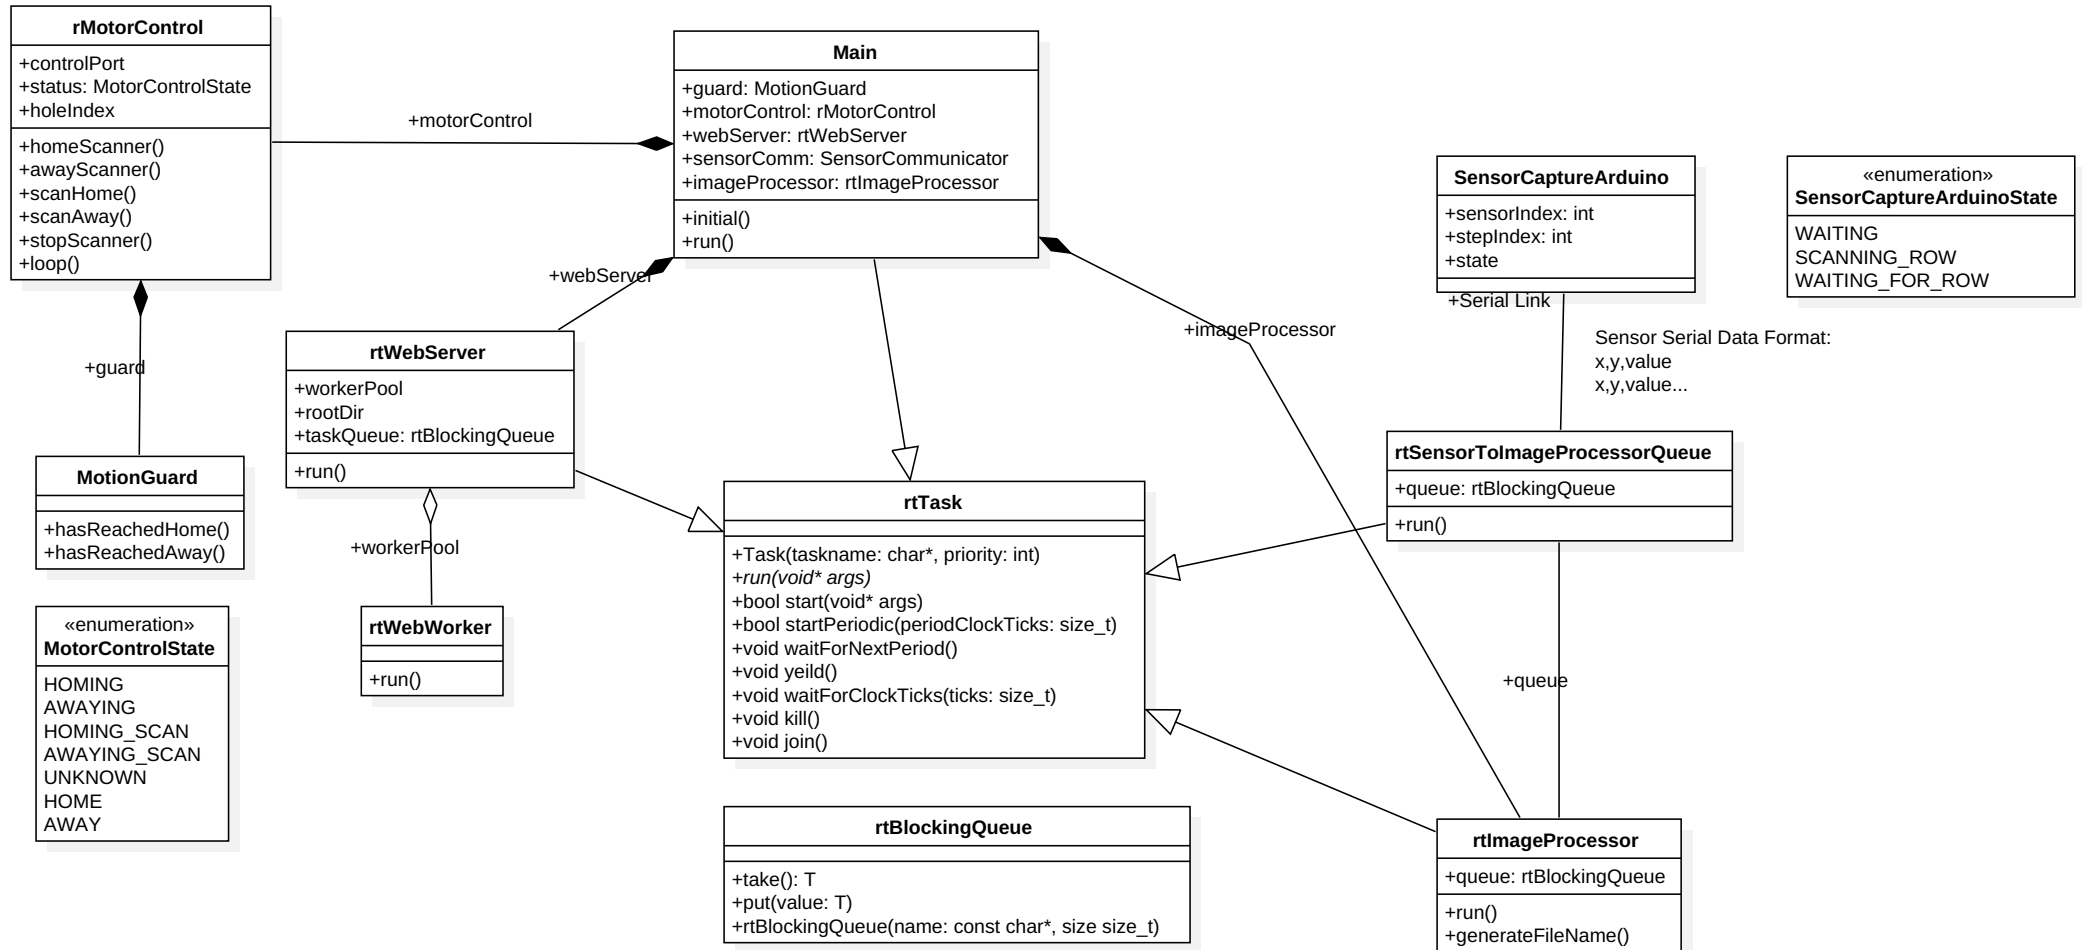 rMotorControl
+controlPort
+status: MotorControlState
+holeIndex
+homeScanner()
+awayScanner()
+scanHome()
+scanAway()
+stopScanner()
+loop()
+motorControl
Main
+guard: MotionGuard
+motorControl: rMotorControl
+webServer: rtWebServer
+sensorComm: SensorCommunicator
+imageProcessor: rtImageProcessor
+initial()
+run()
SensorCaptureArduino
+sensorIndex: int
+stepIndex: int
+state
+Serial Link
«enumeration»
SensorCaptureArduinoState
WAITING
SCANNING_ROW
WAITING_FOR_ROW
+webServer
+imageProcessor
Sensor Serial Data Format:
x,y,value
x,y,value...
+guard
rtWebServer
+workerPool
+rootDir
+taskQueue: rtBlockingQueue
+run()
MotionGuard
+hasReachedHome()
+hasReachedAway()
+workerPool
rtTask
+Task(taskname: char*, priority: int)
+run(void* args)
+bool start(void* args)
+bool startPeriodic(periodClockTicks: size_t)
+void waitForNextPeriod()
+void yeild()
+void waitForClockTicks(ticks: size_t)
+void kill()
+void join()
rtSensorToImageProcessorQueue
+queue: rtBlockingQueue
+run()
«enumeration»
MotorControlState
HOMING
AWAYING
HOMING_SCAN
AWAYING_SCAN
UNKNOWN
HOME
AWAY
rtWebWorker
+run()
+queue
rtBlockingQueue
+take(): T
+put(value: T)
+rtBlockingQueue(name: const char*, size size_t)
rtImageProcessor
+queue: rtBlockingQueue
+run()
+generateFileName()